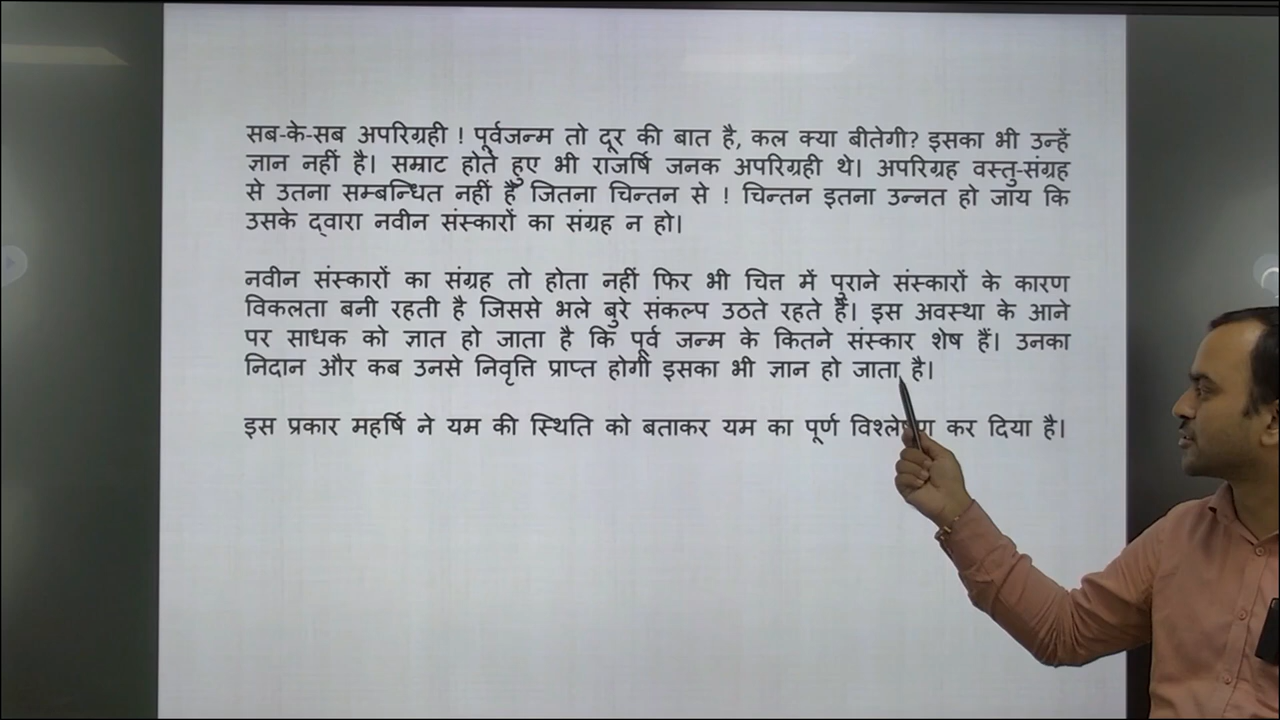 सब-के-सब अपरिग्रही ! पूर्वजन्म तो दूर की बात है, कल क्या बीतेगी? इसका भी उन्हें
ज्ञान नहीं है। सम्राट होते हुए भी राजर्षि जनक अपरिग्रही थे। अपरिग्रह वस्तु-संग्रह
से उतना सम्बन्धित नहीं है जितना चिन्तन से ! चिन्तन इतना उन्नत हो जाय कि
उसके द्वारा नवीन संस्कारों का संग्रह न हो।
नवीन संस्कारों का संग्रह तो होता नहीं फिर भी चित्त में पुराने संस्कारों के कारण
विकलता बनी रहती है जिससे भले बुरे संकल्प उठते रहते हैं। इस अवस्था के आने
पर साधक को ज्ञात हो जाता है कि पूर्व जन्म के कितने संस्कार शेष हैं। उनका
निदान और कब उनसे निवृत्ति प्राप्त होगी इसका भी ज्ञान हो जाता है।
इस प्रकार महर्षि ने यम की स्थिति को बताकर यम का पूर्ण विश्लेषण कर दिया है।